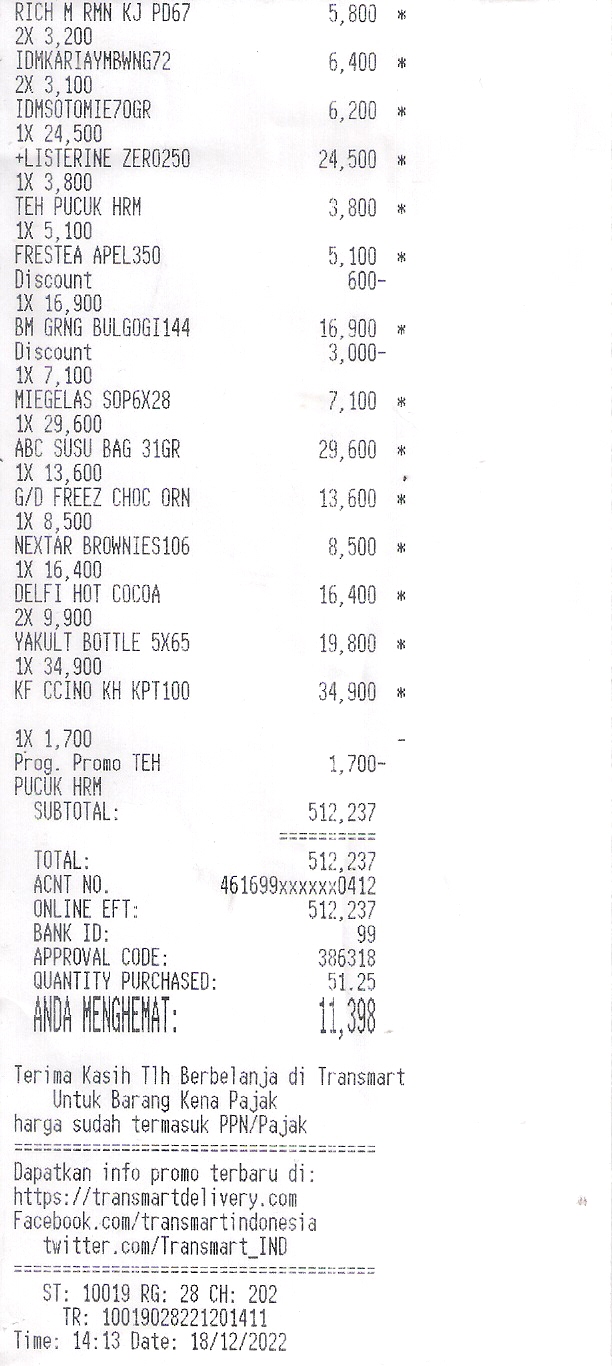 RICH M RMN KJ PD67 5,800 *
2X 3,200
IDMKARIAYMBWNG72 6,400 *
2X 3,100
IDMSOTOMIE70GR 6,200 *
1X 24,500
+LISTERINE ZERO250 24,500 *
1X 3,800
TEH PUCUK HRM 3,800 *
1X 5,100
FRESTEA APEL350 5,100 *
Discount 600-
1X 16,900
BM GRNG BULGOGI144 16,900 *
Discount 3,000-
1X 7,100
MIEGELAS SOP6X28 7,100 *
1X 29,600
ABC SUSU BAG 31GR 29,600 *
1X 13,600
G/D FREEZ CHOC ORN 13,600 *
1X 8,500
NEXTAR BROWNIES106 8,500 *
1X 16,400
DELFI HOT COCOA 16,400 *
2X 9,900
YAKULT BOTTLE 5X65 19,800 *
1X 34,900
KF CCINO KH KPT100 34,900 *
1X 1,700 -
Prog. Promo TEH 1,700-
PUCUK HRM
SUBTOTAL: 512,237
==========
TOTAL: 512,237
ACNT NO. 461699xxxxxx0412
ONLINE EFT: 512,237
BANK ID: 99
APPROVAL CODE: 386318
QUANTITY PURCHASED: 51.25
ANDA MENGHEMAT: 11,398
Terima Kasih Tlh Berbelanja di Transmart
Untuk Barang Kena Pajak
harga sudah termasuk PPN/Pajak
=====================================
Dapatkan info promo terbaru di:
https://transmartdelivery.com
Facebook.com/transmartindonesia
twitter.com/Transmart_IND
=====================================
ST: 10019 RG: 28 CH: 202
TR: 10019028221201411
Time: 14:13 Date: 18/12/2022